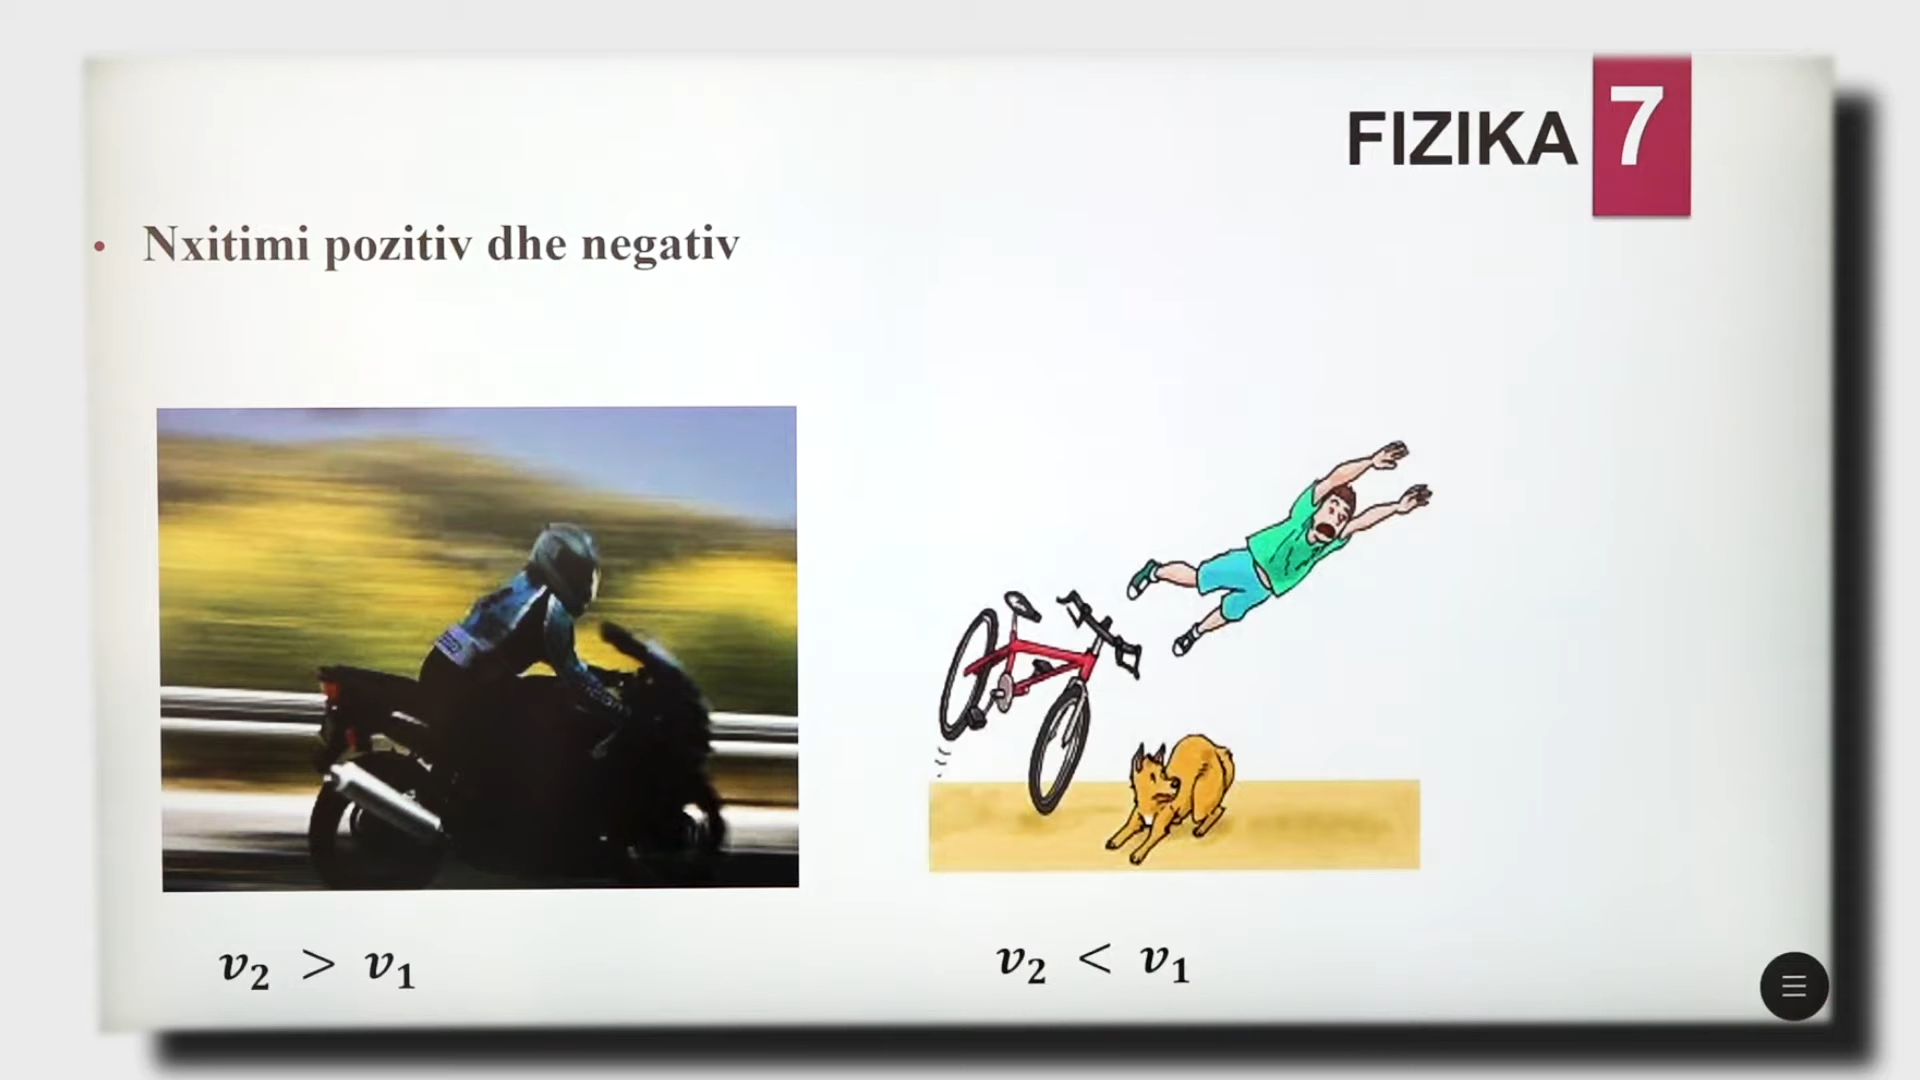 FIZIKA 7
• Nxitimi pozitiv dhe negativ
v₂ > v₁
v₂ < v₁